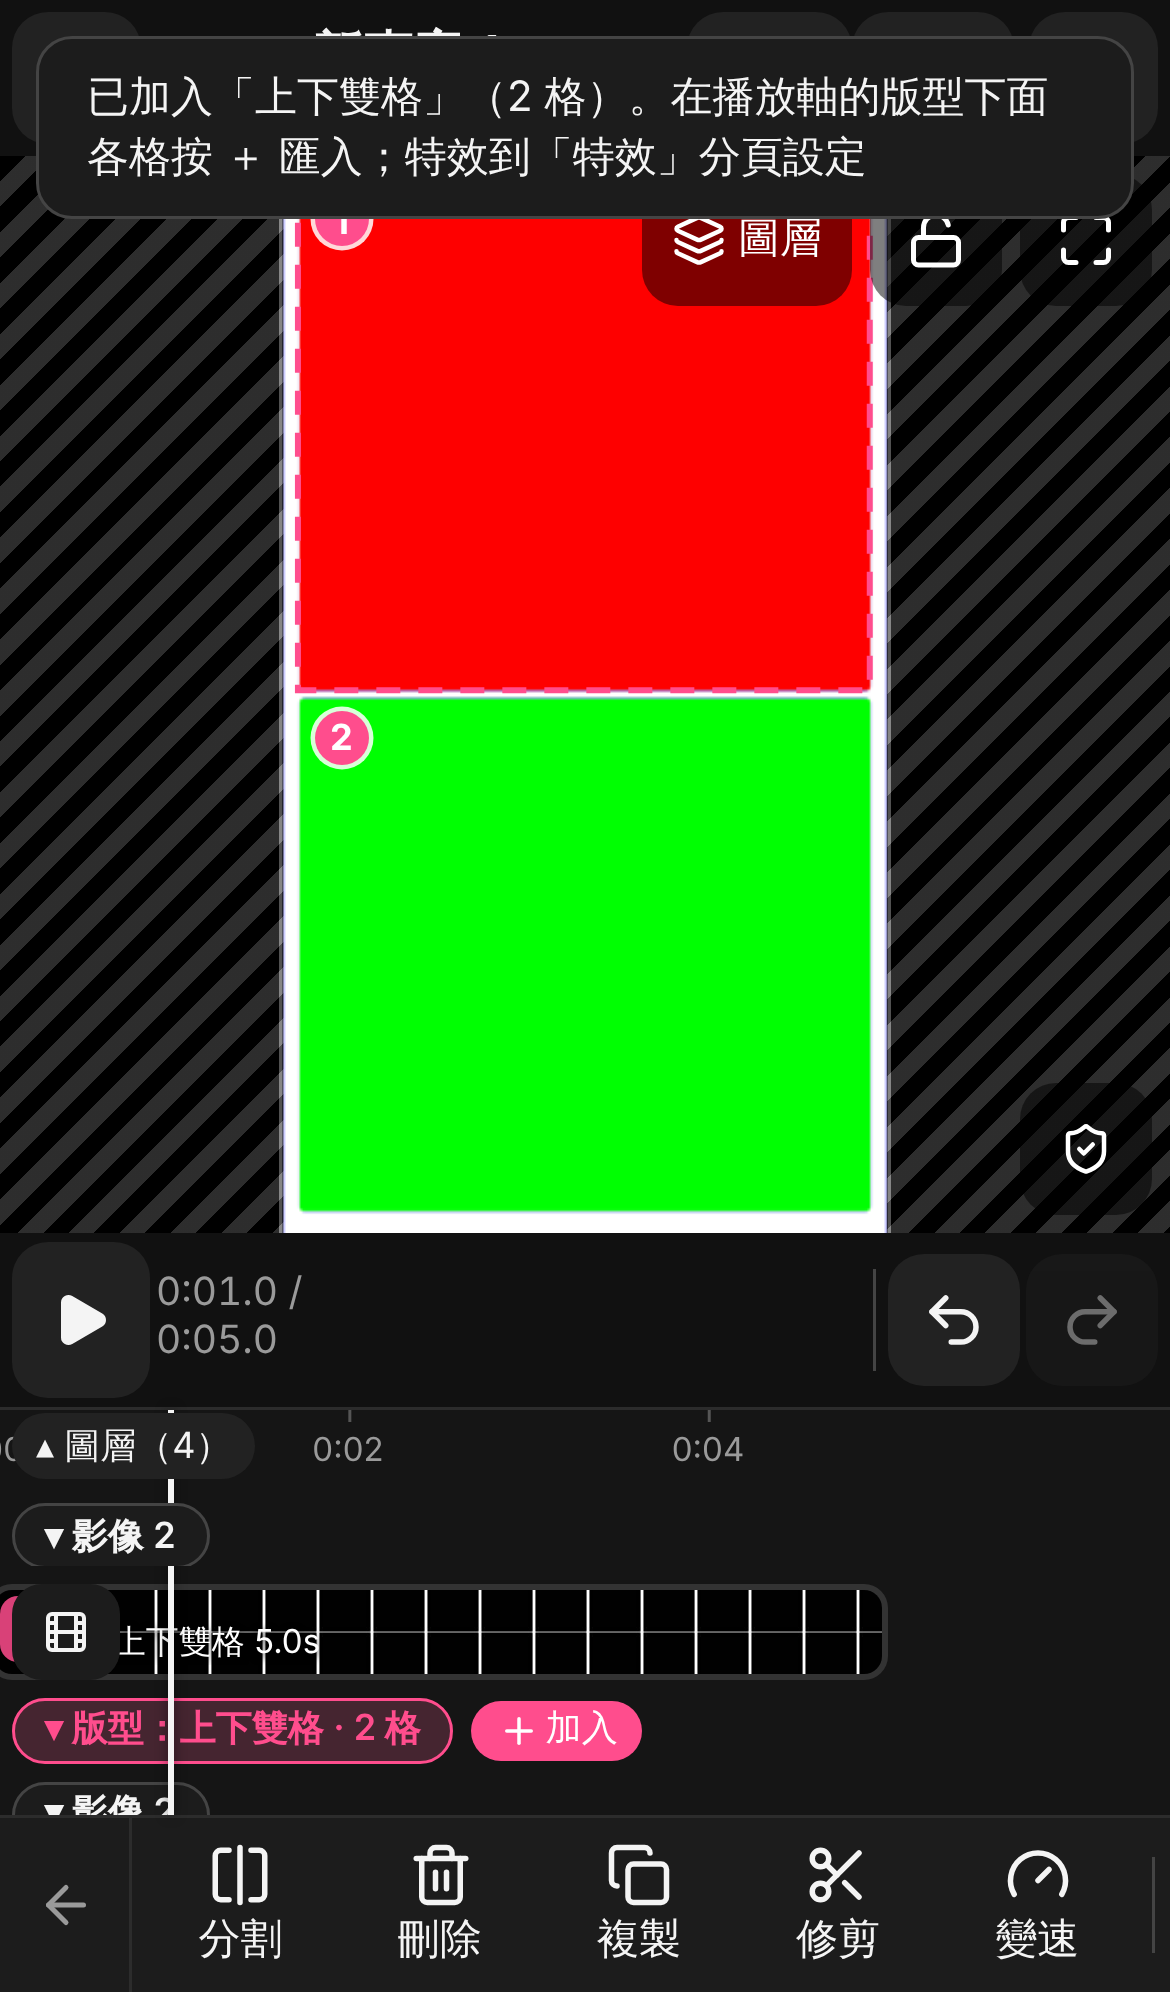 已加入「上下雙格」（2 格）。在播放軸的版型下面
各格按 ＋ 匯入；特效到「特效」分頁設定
圖層
2
0:01.0 /
0:05.0
▲ 圖層（4）
0:02
0:04
▼影像 2
上下雙格 5.0s
▼版型：上下雙格 · 2 格
＋ 加入
▼影像 2
分割
刪除
複製
修剪
變速